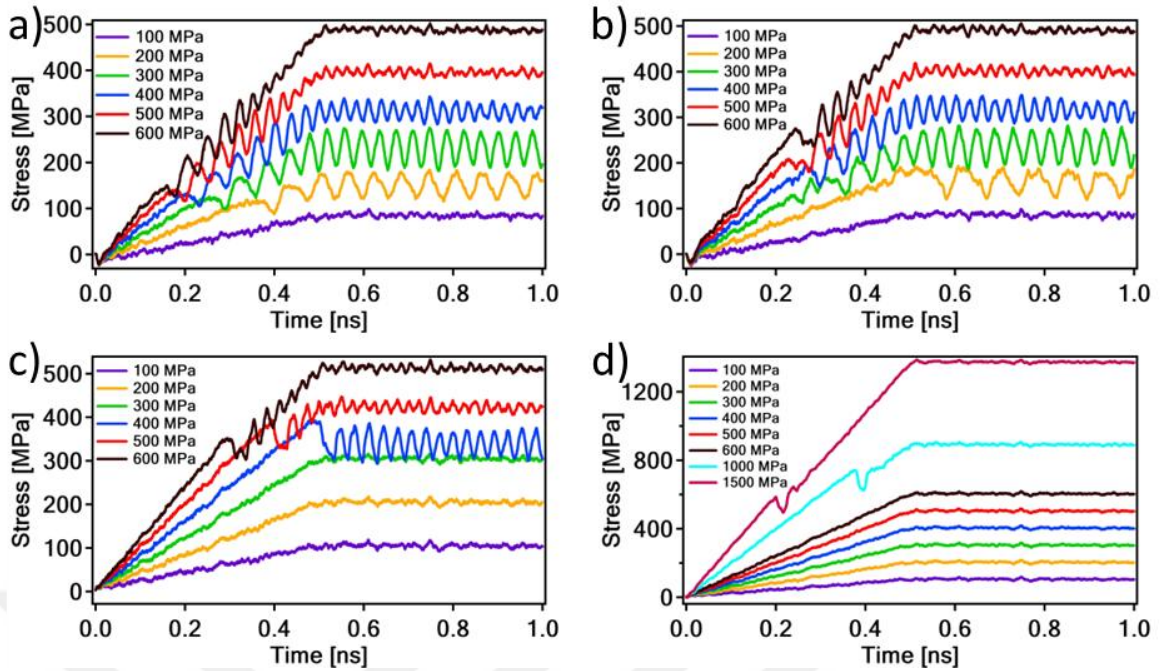 a)
Stress [MPa]
500
400
300
200
100
0
100 MPa
200 MPa
300 MPa
400 MPa
500 MPa
600 MPa
0.0 0.2 0.4 0.6 0.8 1.0
Time [ns]
b)
Stress [MPa]
500
400
300
200
100
0
100 MPa
200 MPa
300 MPa
400 MPa
500 MPa
600 MPa
0.0 0.2 0.4 0.6 0.8 1.0
Time [ns]
c)
Stress [MPa]
500
400
300
200
100
0
100 MPa
200 MPa
300 MPa
400 MPa
500 MPa
600 MPa
0.0 0.2 0.4 0.6 0.8 1.0
Time [ns]
d)
Stress [MPa]
1200
800
400
0
100 MPa
200 MPa
300 MPa
400 MPa
500 MPa
600 MPa
1000 MPa
1500 MPa
0.0 0.2 0.4 0.6 0.8 1.0
Time [ns]